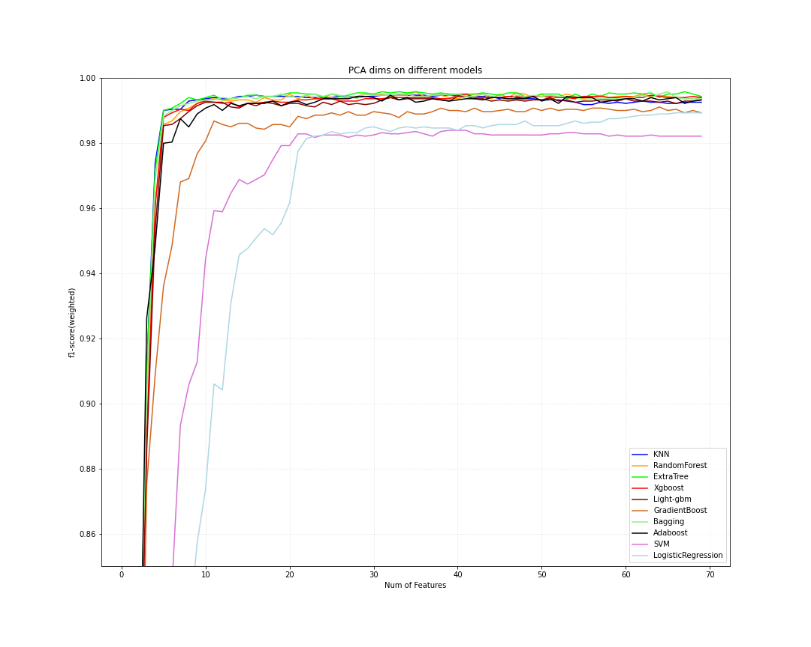 PCA dims on different models
1.00
0.98
0.96
0.94
0.92
0.90
0.88
0.86
f1-score(weighted)
0 10 20 30 40 50 60 70
Num of Features
KNN
RandomForest
ExtraTree
Xgboost
Light-gbm
GradientBoost
Bagging
Adaboost
SVM
LogisticRegression